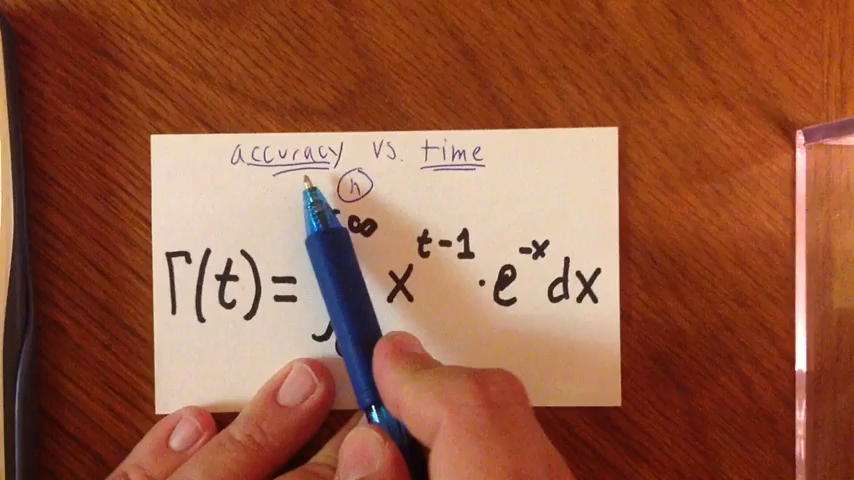 accuracy vs. time
n
∞
Γ(t) = x^{t-1} · e^{-x} dx